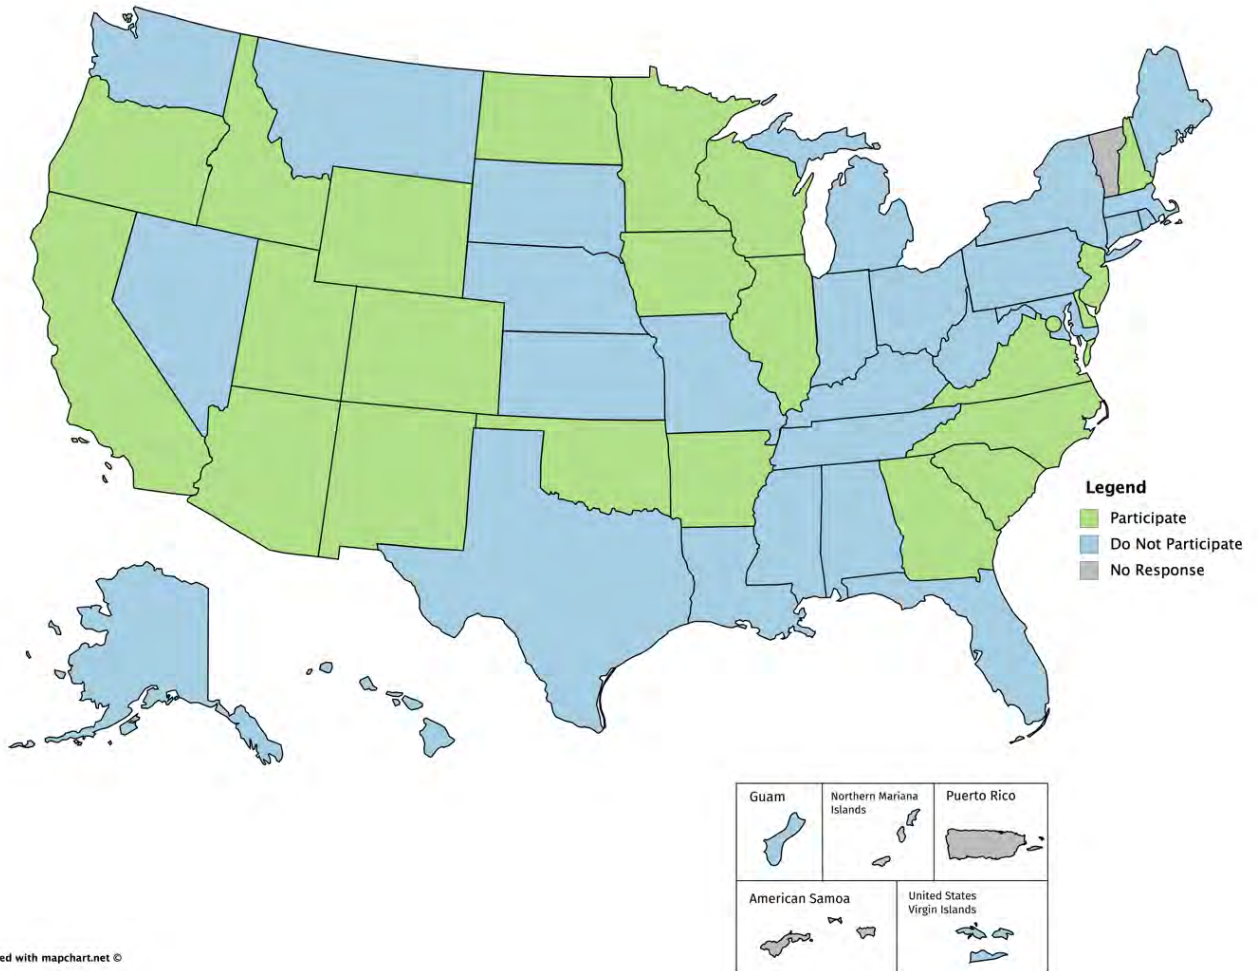 Legend
Participate
Do Not Participate
No Response
Guam
Northern Mariana
Islands
Puerto Rico
American Samoa
United States
Virgin Islands
ed with mapchart.net ©